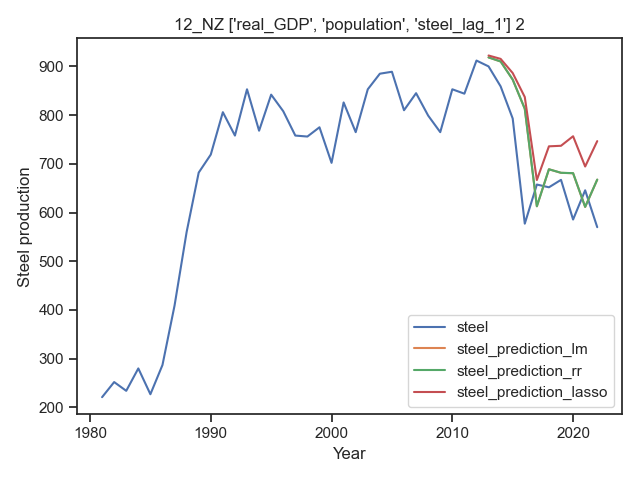 12_NZ ['real_GDP', 'population', 'steel_lag_1'] 2
900
800
700
600
500
400
300
200
Steel production
1980
1990
2000
2010
2020
Year
steel
steel_prediction_lm
steel_prediction_rr
steel_prediction_lasso